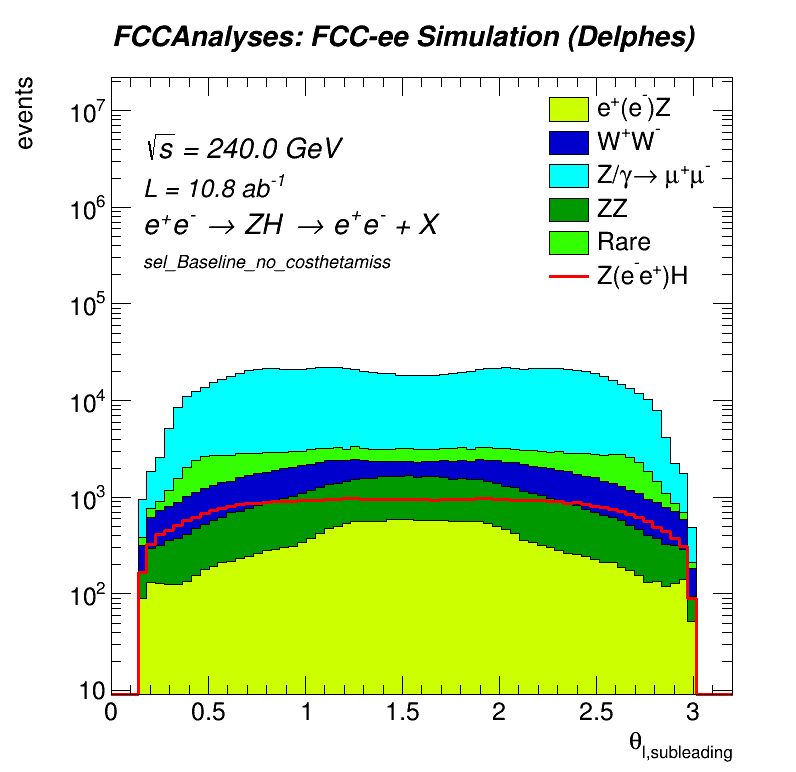 FCCAnalyses: FCC-ee Simulation (Delphes)
events
10⁷
10⁶
10⁵
10⁴
10³
10²
10
√s = 240.0 GeV
L = 10.8 ab⁻¹
e⁺e⁻ → ZH → e⁺e⁻ + X
sel_Baseline_no_costhetamiss
e⁺(e⁻)Z
W⁺W⁻
Z/γ→ μ⁺μ⁻
ZZ
Rare
Z(e⁻e⁺)H
0 0.5 1 1.5 2 2.5 3
θl,subleading